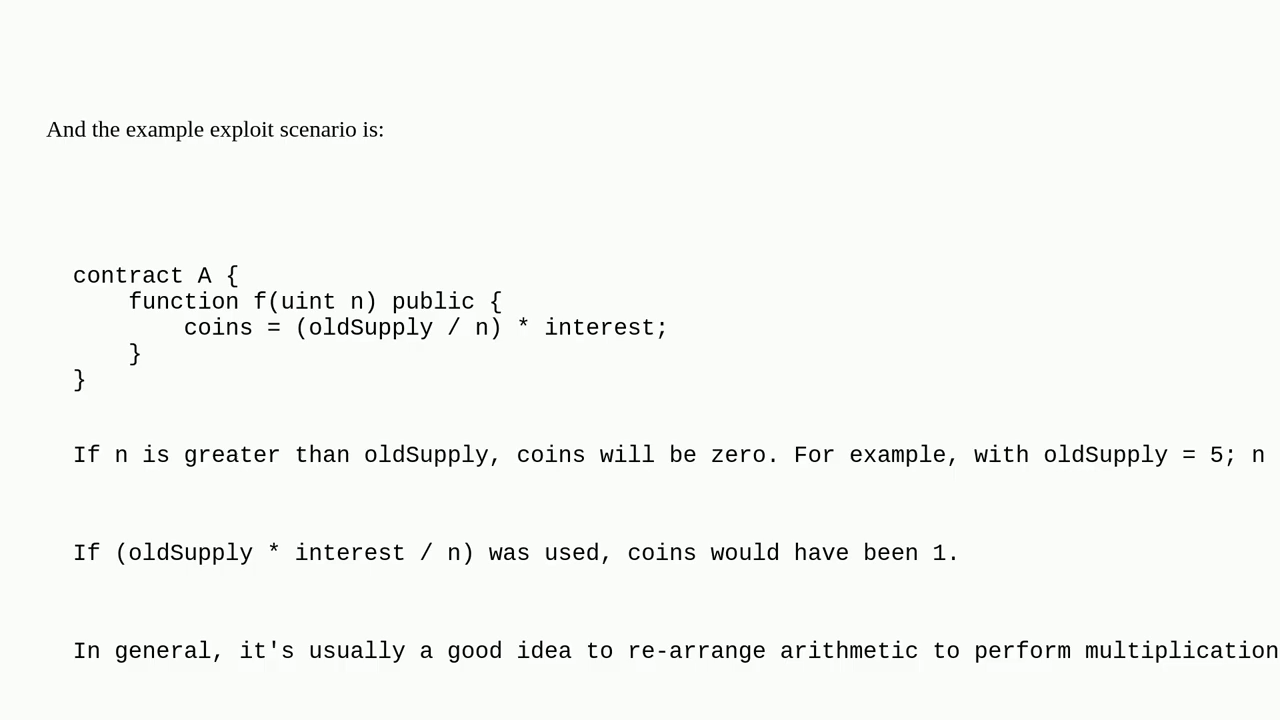 And the example exploit scenario is:
contract A {
    function f(uint n) public {
        coins = (oldSupply / n) * interest;
    }
}
If n is greater than oldSupply, coins will be zero. For example, with oldSupply = 5; n
If (oldSupply * interest / n) was used, coins would have been 1.
In general, it's usually a good idea to re-arrange arithmetic to perform multiplication